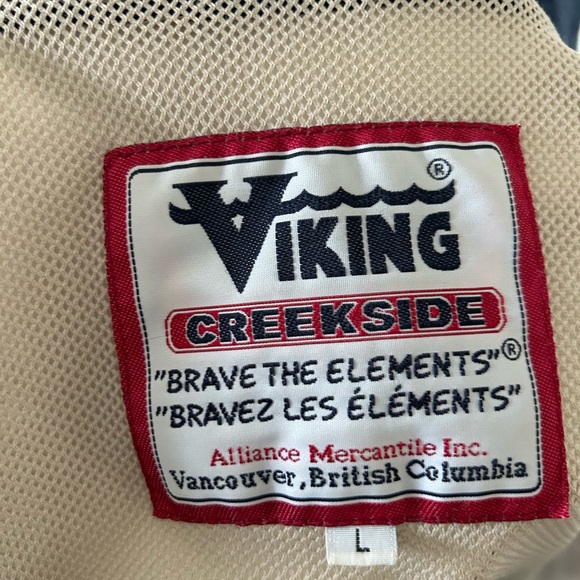 VIKING®
CREEKSIDE
"BRAVE THE ELEMENTS"®
"BRAVEZ LES ÉLÉMENTS"
Alliance Mercantile Inc.
Vancouver, British Columbia
L